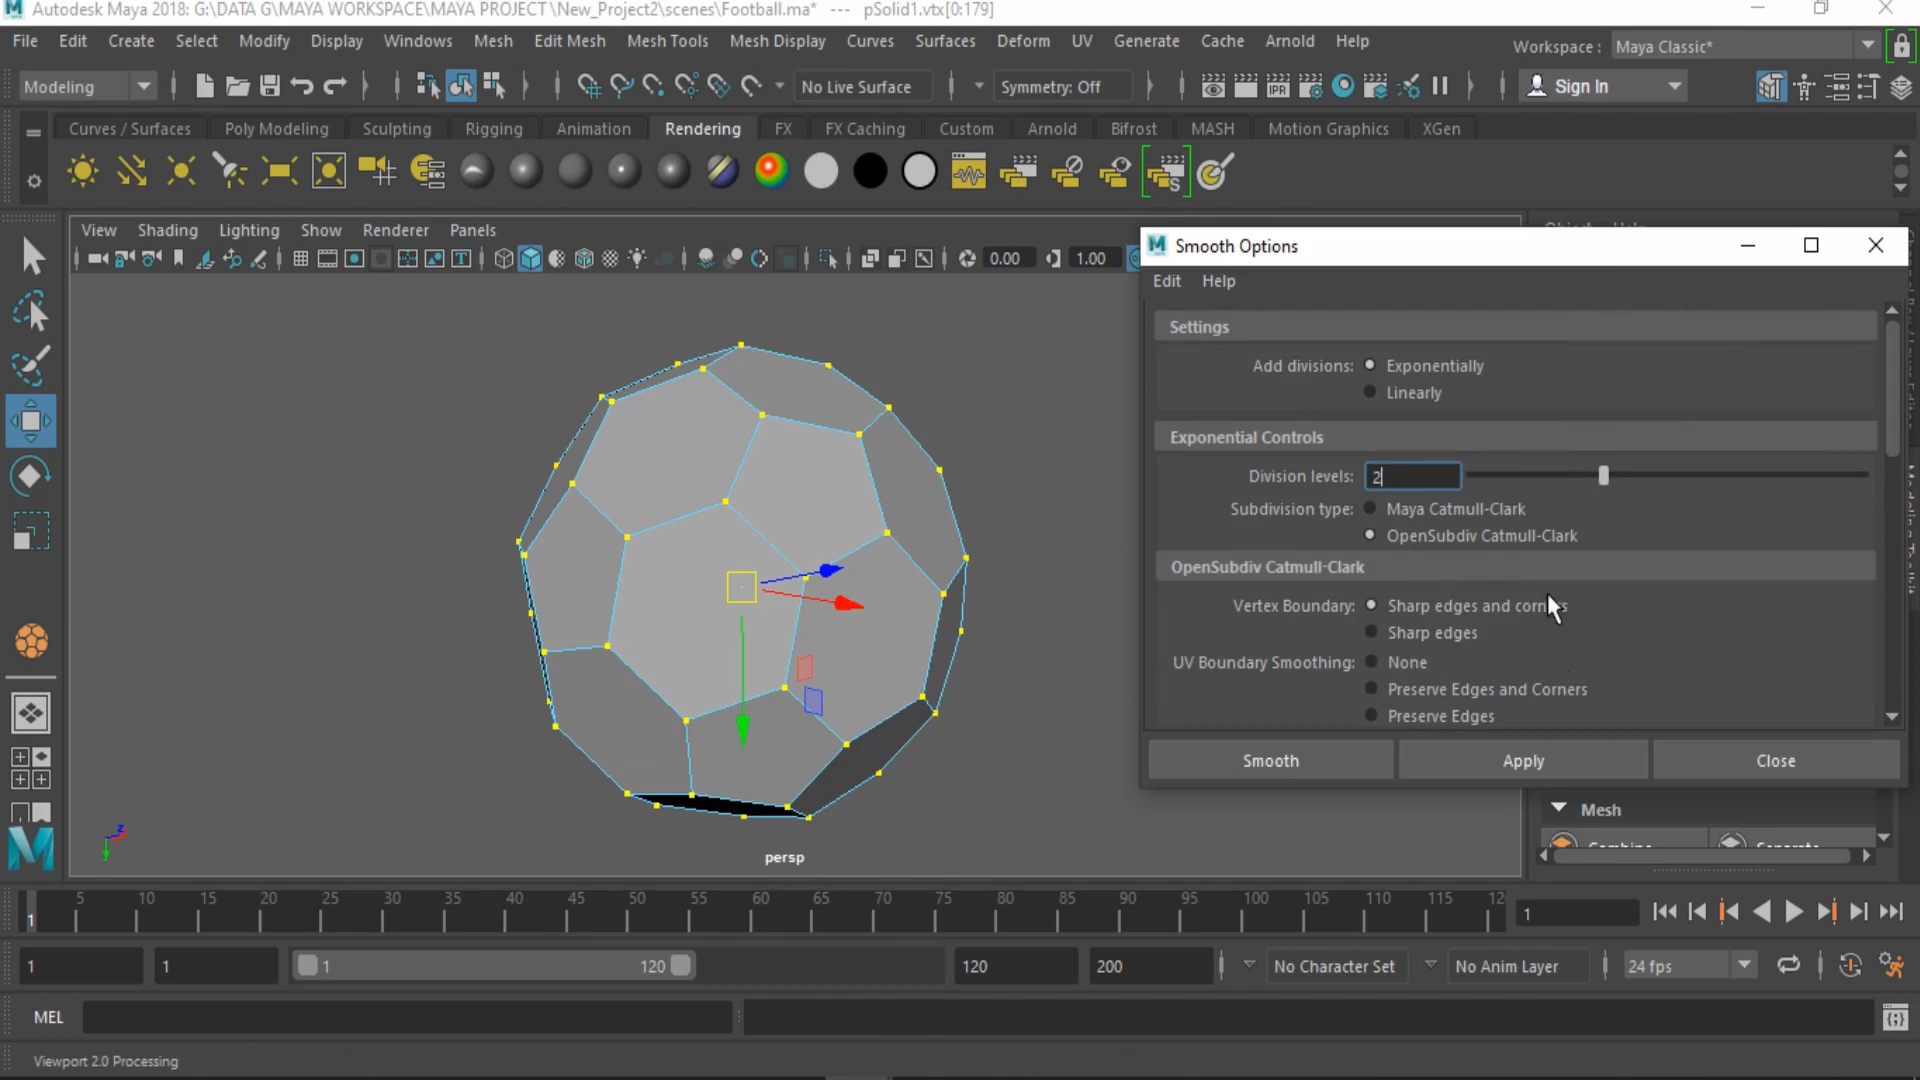 Autodesk Maya 2018: G:\DATA G\MAYA WORKSPACE\MAYA PROJECT \New_Project2\scenes\Football.ma* --- pSolid1.vtx[0:179]
File Edit Create Select Modify Display Windows Mesh Edit Mesh Mesh Tools Mesh Display Curves Surfaces Deform UV Generate Cache Arnold Help Workspace : Maya Classic*
Modeling No Live Surface Symmetry: Off IPR Sign In
Curves / Surfaces Poly Modeling Sculpting Rigging Animation Rendering FX FX Caching Custom Arnold Bifrost MASH Motion Graphics XGen
View Shading Lighting Show Renderer Panels
0.00 1.00
Smooth Options
Edit Help
Settings
Add divisions: Exponentially
Linearly
Exponential Controls
Division levels: 2
Subdivision type: Maya Catmull-Clark
OpenSubdiv Catmull-Clark
OpenSubdiv Catmull-Clark
Vertex Boundary: Sharp edges and corners
Sharp edges
UV Boundary Smoothing: None
Preserve Edges and Corners
Preserve Edges
Smooth Apply Close
Mesh
Combine Separate
z
persp
5 10 15 20 25 30 35 40 45 50 55 60 65 70 75 80 85 90 95 100 105 110 115 12
1 1
1 1 1 120 120 200 No Character Set No Anim Layer 24 fps
MEL
Viewport 2.0 Processing